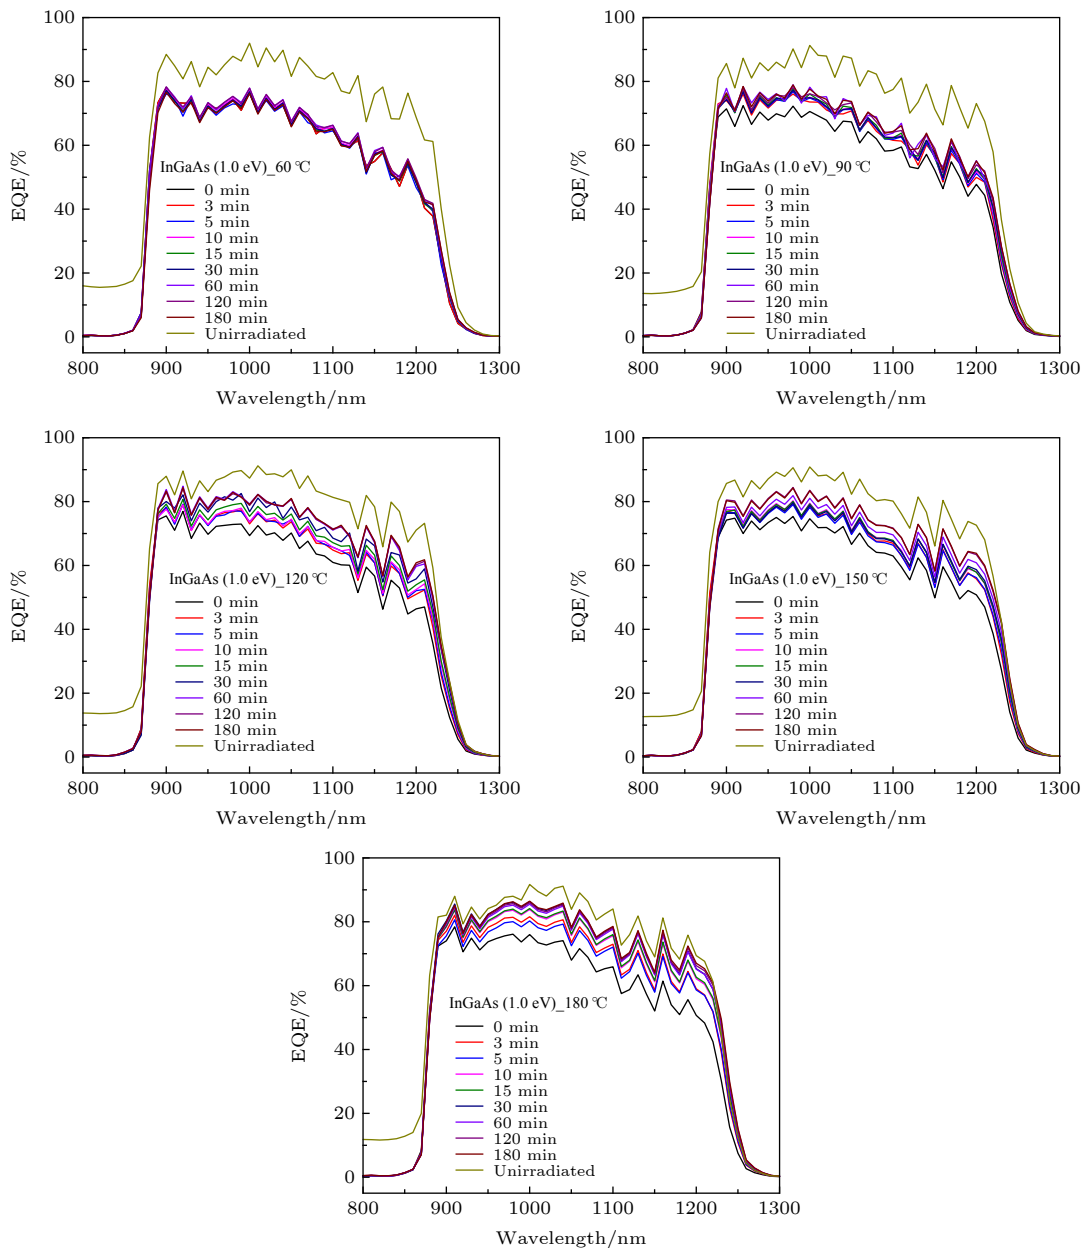 100
80
60
40
20
0
EQE/%
InGaAs (1.0 eV)_60 ℃
0 min
3 min
5 min
10 min
15 min
30 min
60 min
120 min
180 min
Unirradiated
800
900
1000
1100
1200
1300
Wavelength/nm
100
80
60
40
20
0
EQE/%
InGaAs (1.0 eV)_90 ℃
0 min
3 min
5 min
10 min
15 min
30 min
60 min
120 min
180 min
Unirradiated
800
900
1000
1100
1200
1300
Wavelength/nm
100
80
60
40
20
0
EQE/%
InGaAs (1.0 eV)_120 ℃
0 min
3 min
5 min
10 min
15 min
30 min
60 min
120 min
180 min
Unirradiated
800
900
1000
1100
1200
1300
Wavelength/nm
100
80
60
40
20
0
EQE/%
InGaAs (1.0 eV)_150 ℃
0 min
3 min
5 min
10 min
15 min
30 min
60 min
120 min
180 min
Unirradiated
800
900
1000
1100
1200
1300
Wavelength/nm
100
80
60
40
20
0
EQE/%
InGaAs (1.0 eV)_180 ℃
0 min
3 min
5 min
10 min
15 min
30 min
60 min
120 min
180 min
Unirradiated
800
900
1000
1100
1200
1300
Wavelength/nm